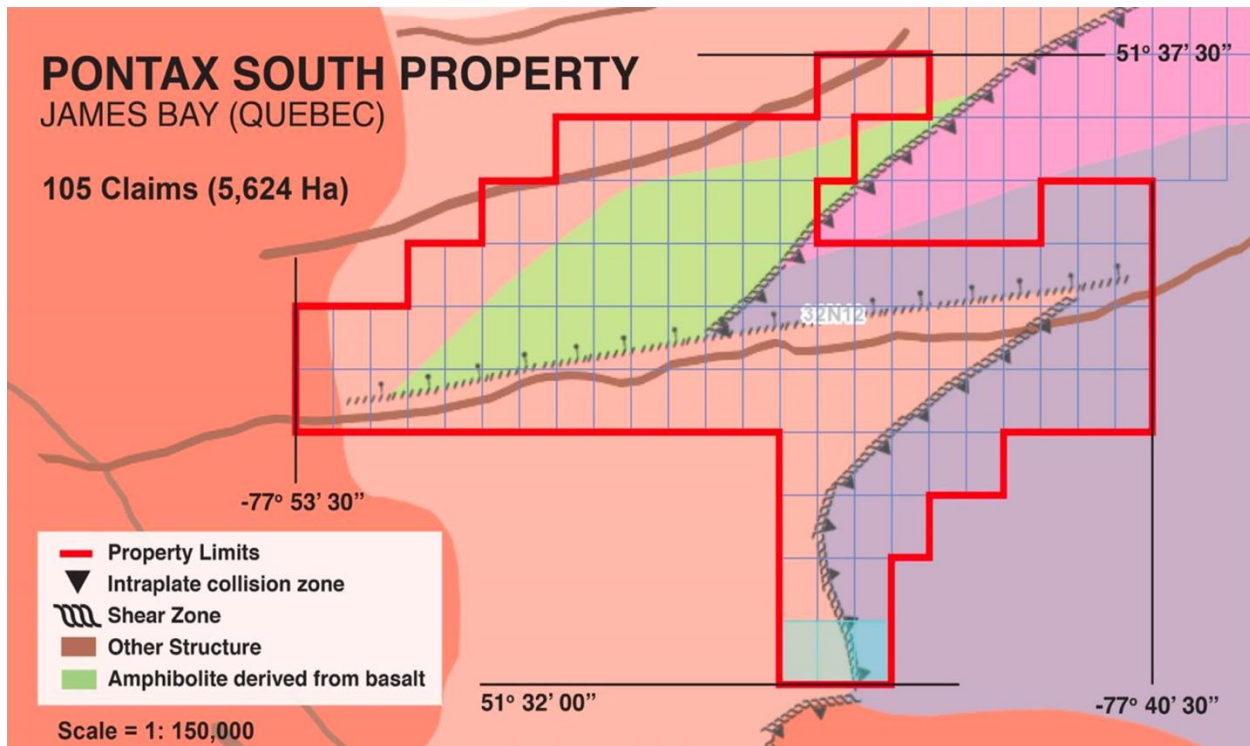 PONTAX SOUTH PROPERTY
JAMES BAY (QUEBEC)
105 Claims (5,624 Ha)
51° 37' 30”
32N12
-77° 53' 30”
Property Limits
Intraplate collision zone
Shear Zone
Other Structure
Amphibolite derived from basalt
51° 32' 00”
-77° 40' 30”
Scale = 1: 150,000